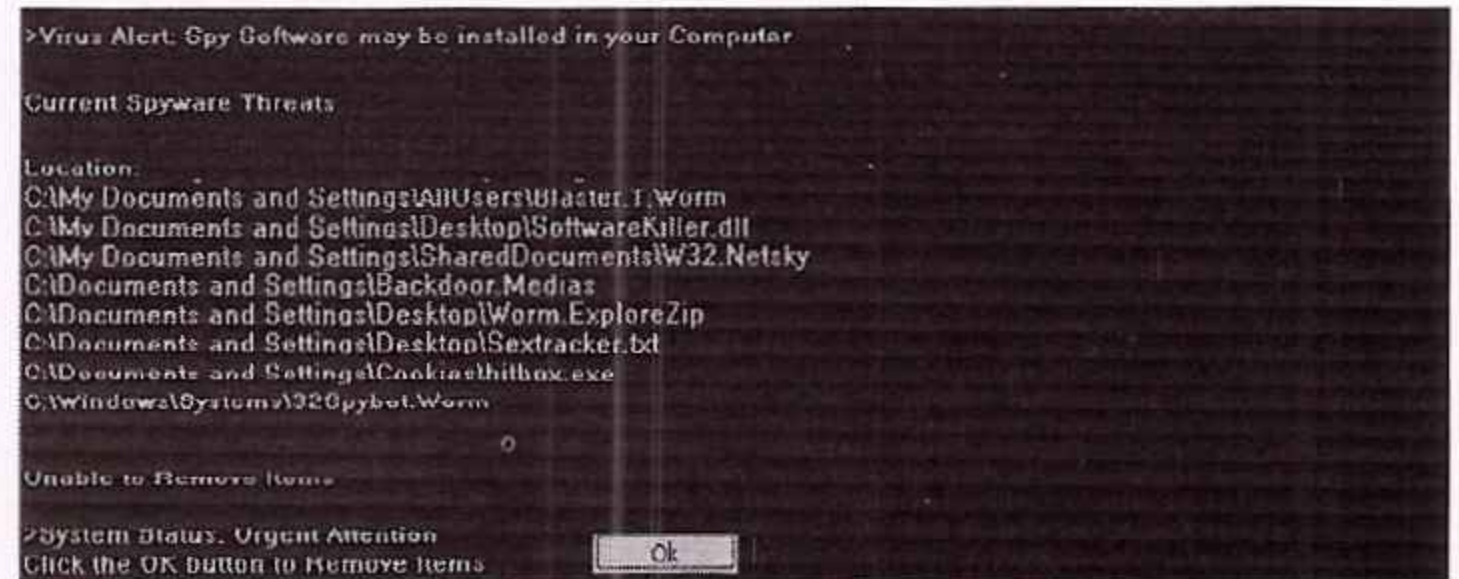 >Virus Alert. Spy Software may be installed in your Computer
Current Spyware Threats
Location:
C:\My Documents and Settings\AllUsers\Blaster.T.Worm
C:\My Documents and Settings\Desktop\SoftwareKiller.dll
C:\My Documents and Settings\SharedDocuments\W32.Netsky
C:\Documents and Settings\Backdoor.Medias
C:\Documents and Settings\Desktop\Worm.ExploreZip
C:\Documents and Settings\Desktop\Sextracker.txt
C:\Documents and Settings\Cookies\hitbox.exe
C:\Windows\Systems\32Spybot.Worm
Unable to Remove Items
>System Status. Urgent Attention
Click the OK button to Remove Items
Ok